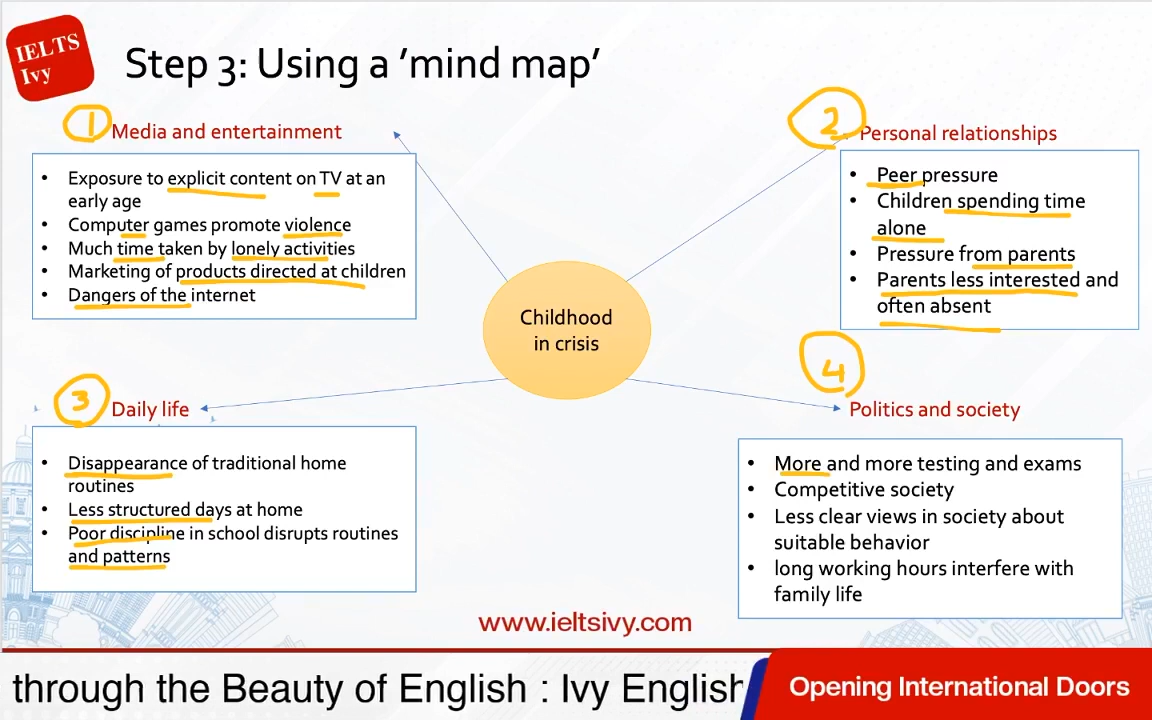 IELTS
Ivy
Step 3: Using a ‘mind map’
1
Media and entertainment
• Exposure to explicit content on TV at an
early age
• Computer games promote violence
• Much time taken by lonely activities
• Marketing of products directed at children
• Dangers of the internet
2
Personal relationships
• Peer pressure
• Children spending time
alone
• Pressure from parents
• Parents less interested and
often absent
Childhood
in crisis
3
Daily life
• Disappearance of traditional home
routines
• Less structured days at home
• Poor discipline in school disrupts routines
and patterns
4
Politics and society
• More and more testing and exams
• Competitive society
• Less clear views in society about
suitable behavior
• long working hours interfere with
family life
www.ieltsivy.com
through the Beauty of English : Ivy English
Opening International Doors